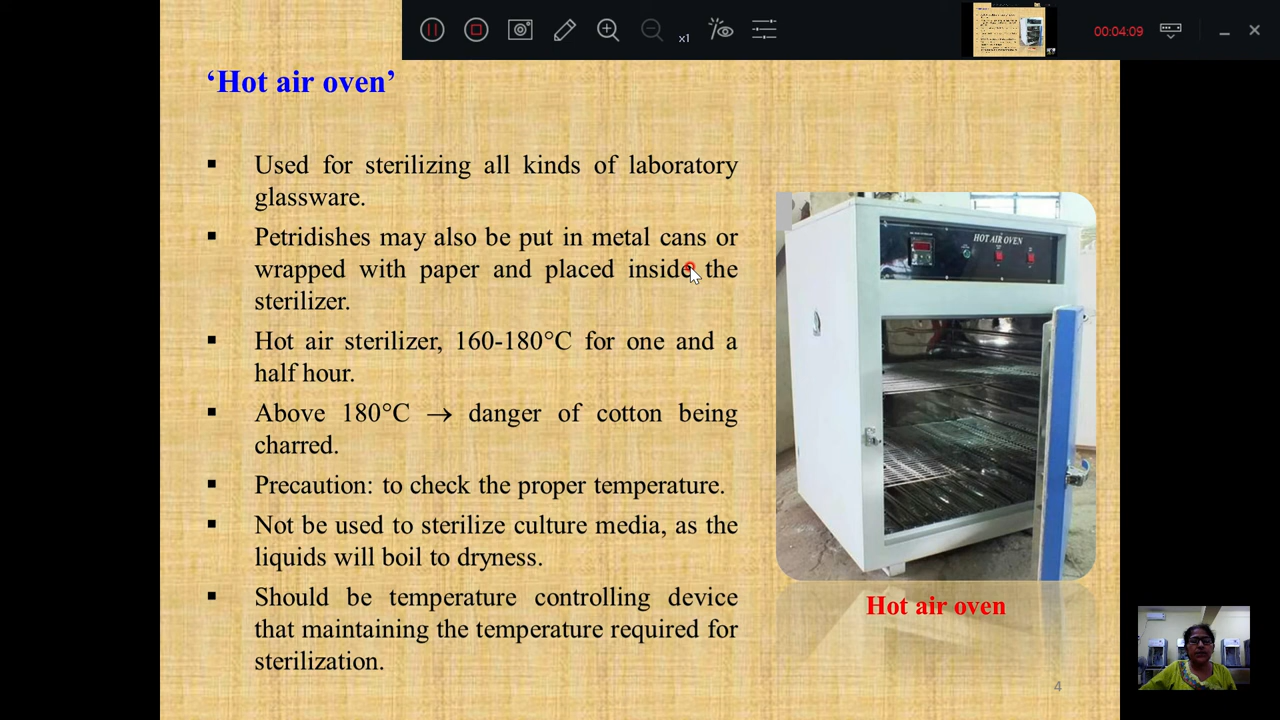 x1
00:04:09
‘Hot air oven’
▪ Used for sterilizing all kinds of laboratory
glassware.
▪ Petridishes may also be put in metal cans or
wrapped with paper and placed inside the
sterilizer.
▪ Hot air sterilizer, 160-180°C for one and a
half hour.
▪ Above 180°C → danger of cotton being
charred.
▪ Precaution: to check the proper temperature.
▪ Not be used to sterilize culture media, as the
liquids will boil to dryness.
▪ Should be temperature controlling device
that maintaining the temperature required for
sterilization.
HOT AIR OVEN
Hot air oven
4